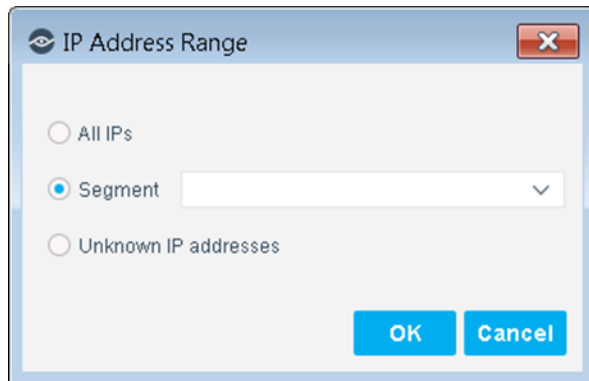 IP Address Range
All IPs
Segment
Unknown IP addresses
OK Cancel